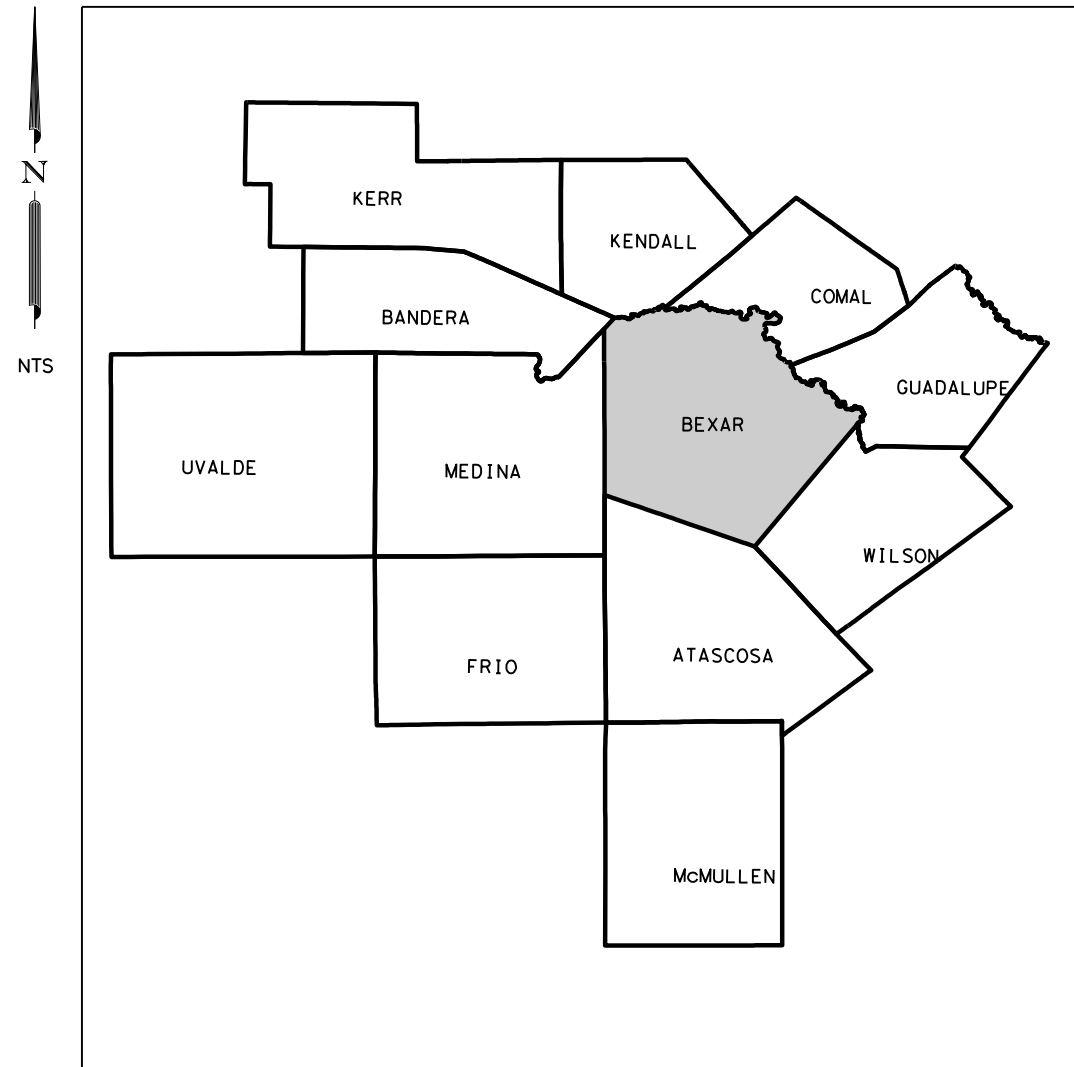 N
NTS
KERR
KENDALL
COMAL
BANDERA
GUADALUPE
BEXAR
UVALDE
MEDINA
WILSON
FRIO
ATASCOSA
McMULLEN